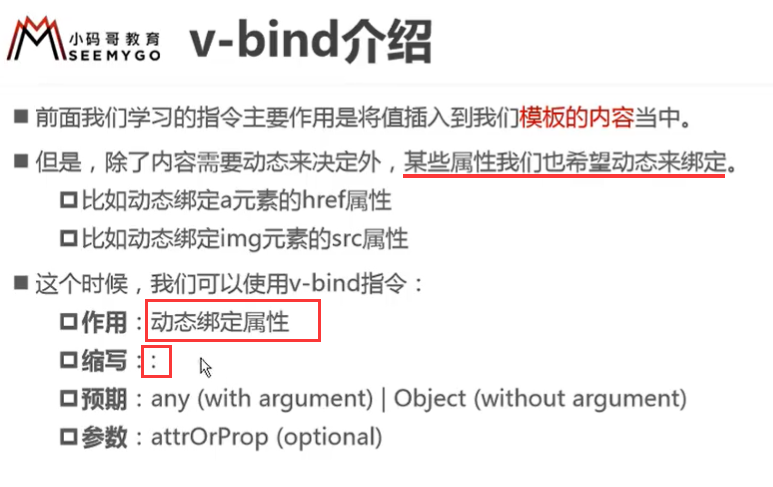 小码哥教育
SEEMYGO
v-bind介绍
前面我们学习的指令主要作用是将值插入到我们模板的内容当中。
但是，除了内容需要动态来决定外，某些属性我们也希望动态来绑定。
比如动态绑定a元素的href属性
比如动态绑定img元素的src属性
这个时候，我们可以使用v-bind指令：
作用：动态绑定属性
缩写：:
预期：any (with argument) | Object (without argument)
参数：attrOrProp (optional)